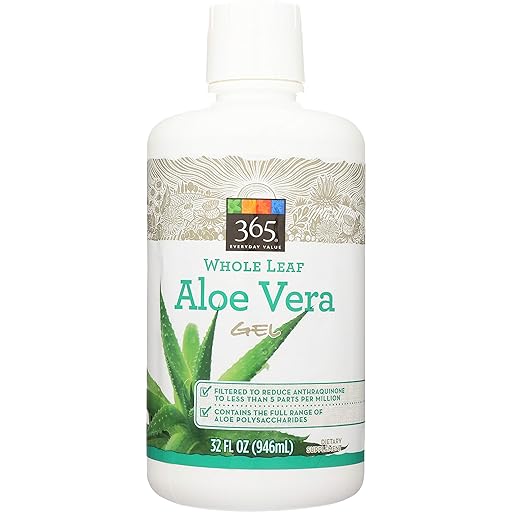 365
EVERYDAY VALUE
WHOLE LEAF
Aloe Vera
GEL
FILTERED TO REDUCE ANTHRAQUINONE
TO LESS THAN 5 PARTS PER MILLION
CONTAINS THE FULL RANGE OF
ALOE POLYSACCHARIDES
32 FL OZ (946mL)
DIETARY
SUPPLEMENT